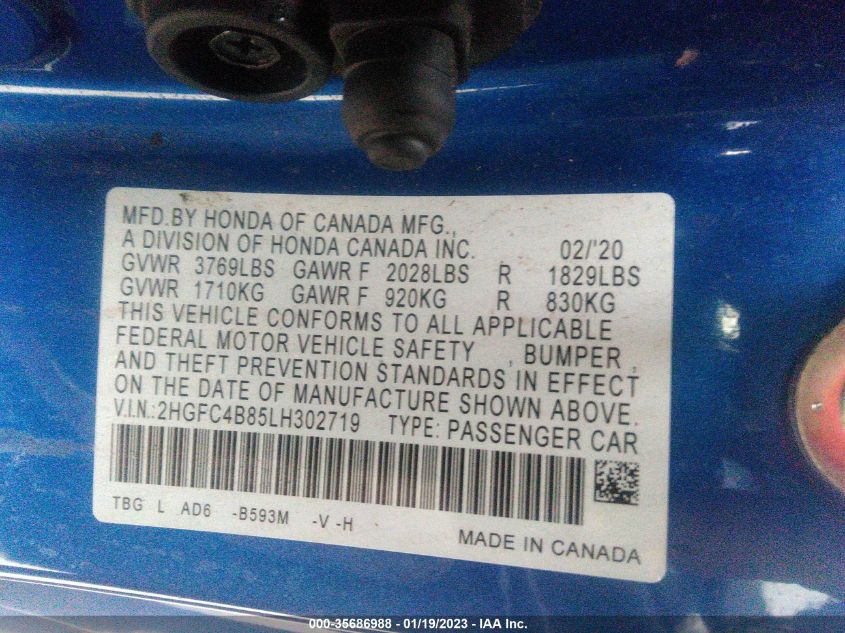 MFD.BY HONDA OF CANADA MFG.,
A DIVISION OF HONDA CANADA INC. 02/'20
GVWR 3769LBS GAWR F 2028LBS R 1829LBS
GVWR 1710KG GAWR F 920KG R 830KG
THIS VEHICLE CONFORMS TO ALL APPLICABLE
FEDERAL MOTOR VEHICLE SAFETY , BUMPER ,
AND THEFT PREVENTION STANDARDS IN EFFECT
ON THE DATE OF MANUFACTURE SHOWN ABOVE.
V.I.N.:2HGFC4B85LH302719 TYPE: PASSENGER CAR
TBG L AD6 -B593M -V -H
MADE IN CANADA
000-35686988 - 01/19/2023 - IAA Inc.